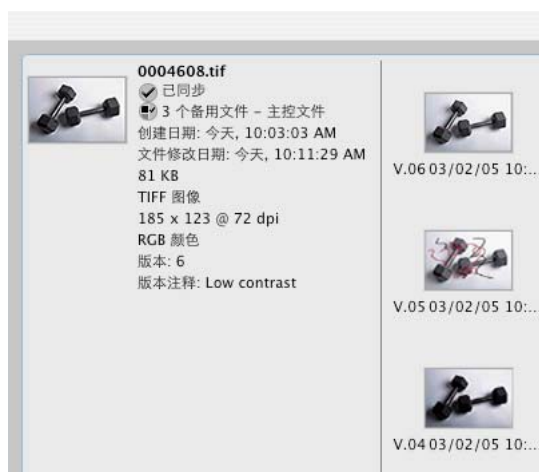 0004608.tif
已同步
3 个备用文件 – 主控文件
创建日期: 今天, 10:03:03 AM
文件修改日期: 今天, 10:11:29 AM
81 KB
TIFF 图像
185 x 123 @ 72 dpi
RGB 颜色
版本: 6
版本注释: Low contrast
V.06 03/02/05 10:...
V.05 03/02/05 10:...
V.04 03/02/05 10:...